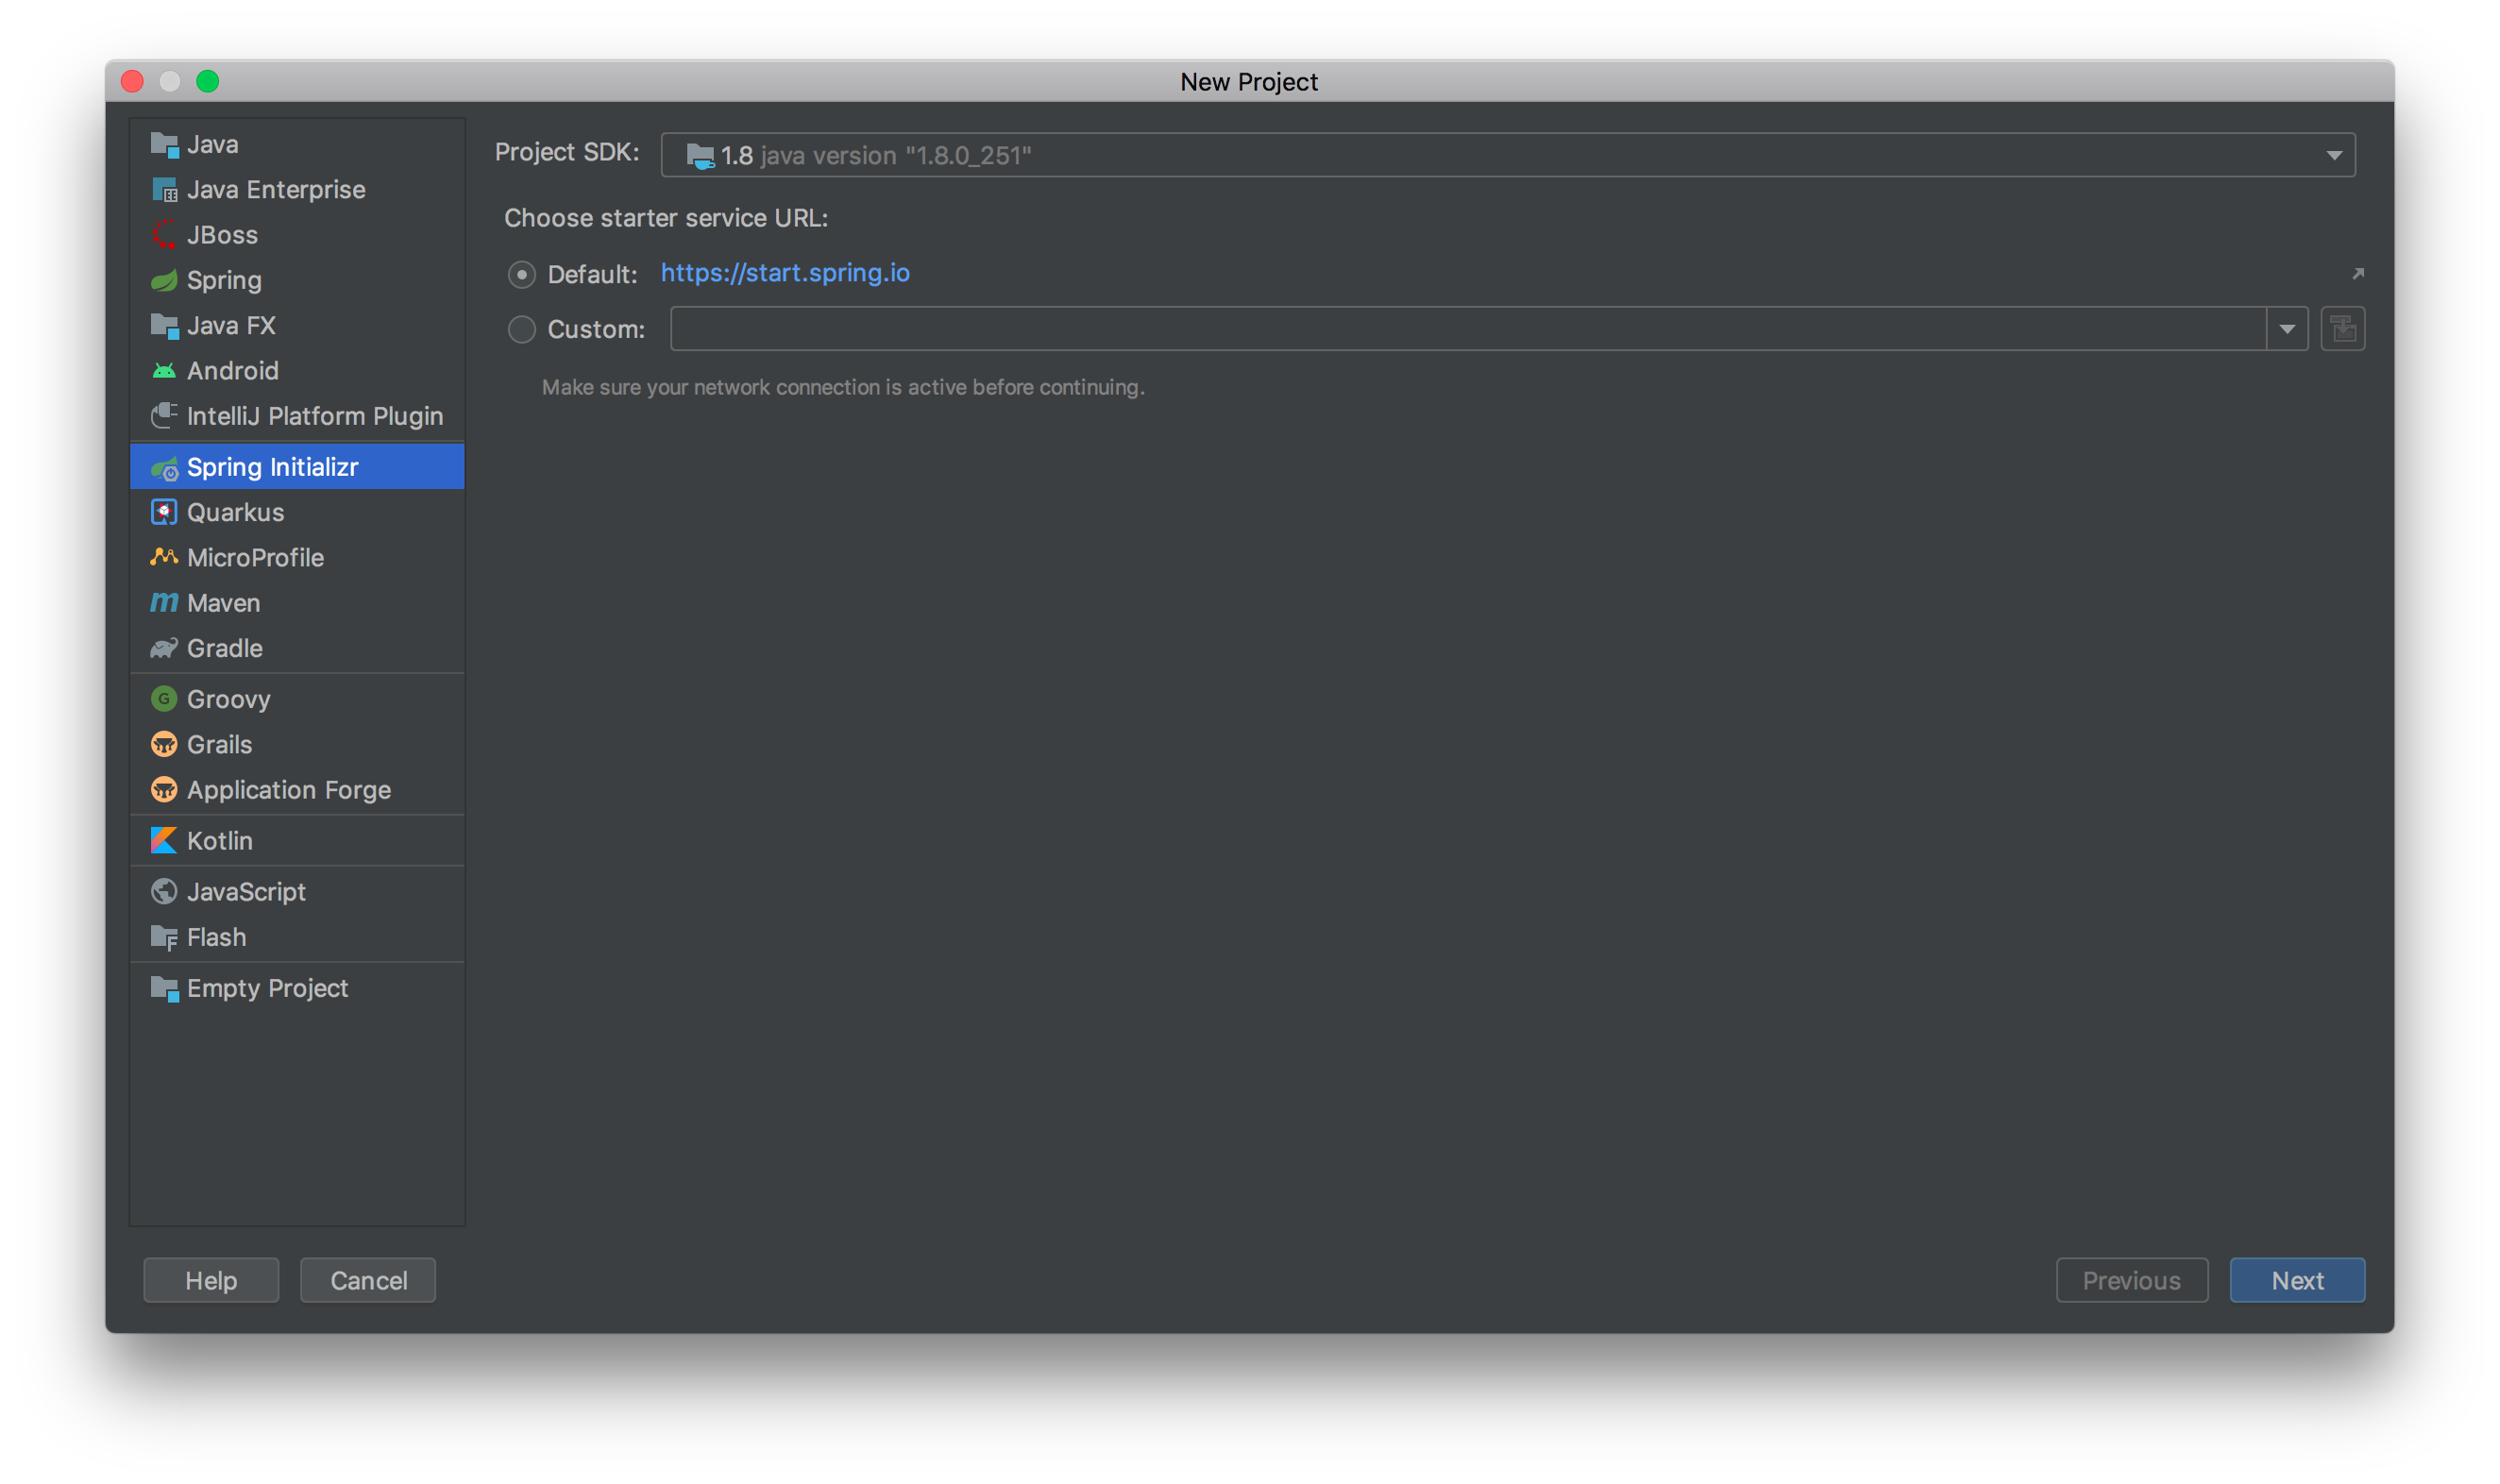 New Project
Java
Java Enterprise
JBoss
Spring
Java FX
Android
IntelliJ Platform Plugin
Spring Initializr
Quarkus
MicroProfile
Maven
Gradle
Groovy
Grails
Application Forge
Kotlin
JavaScript
Flash
Empty Project
Project SDK: 1.8 java version "1.8.0_251"
Choose starter service URL:
Default: https://start.spring.io
Custom:
Make sure your network connection is active before continuing.
Help Cancel Previous Next